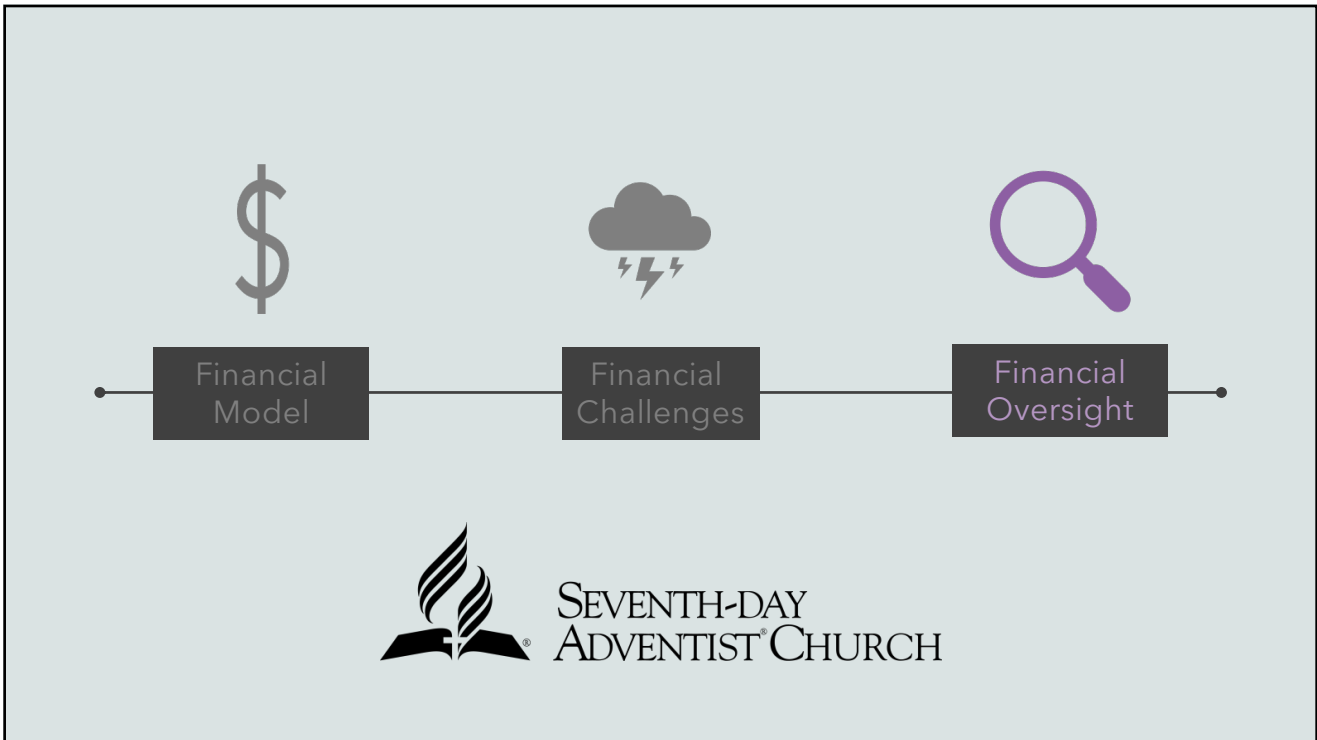 $
Financial
Model
Financial
Challenges
Financial
Oversight
SEVENTH-DAY
ADVENTIST® CHURCH
®